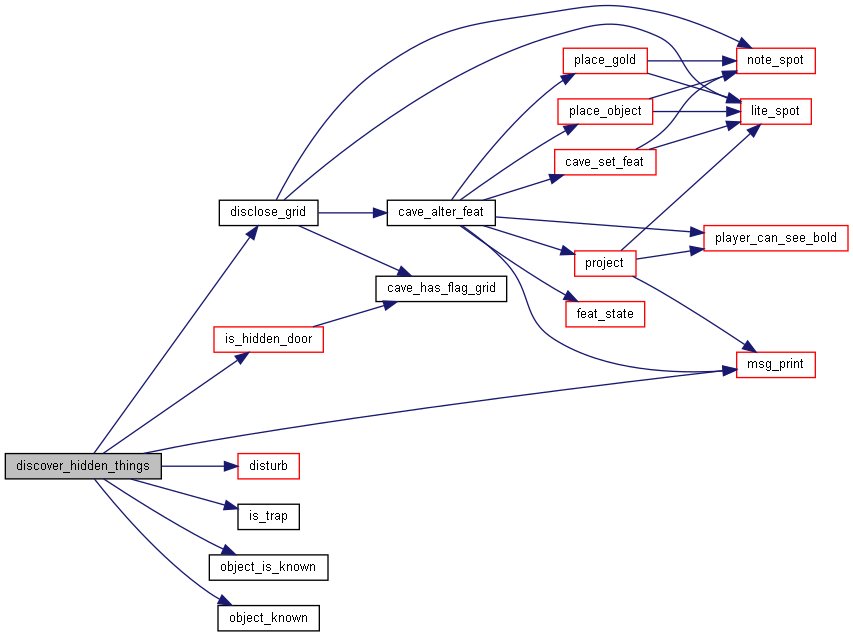 place_gold
note_spot
place_object
lite_spot
cave_set_feat
disclose_grid
cave_alter_feat
player_can_see_bold
project
cave_has_flag_grid
feat_state
is_hidden_door
msg_print
discover_hidden_things
disturb
is_trap
object_is_known
object_known